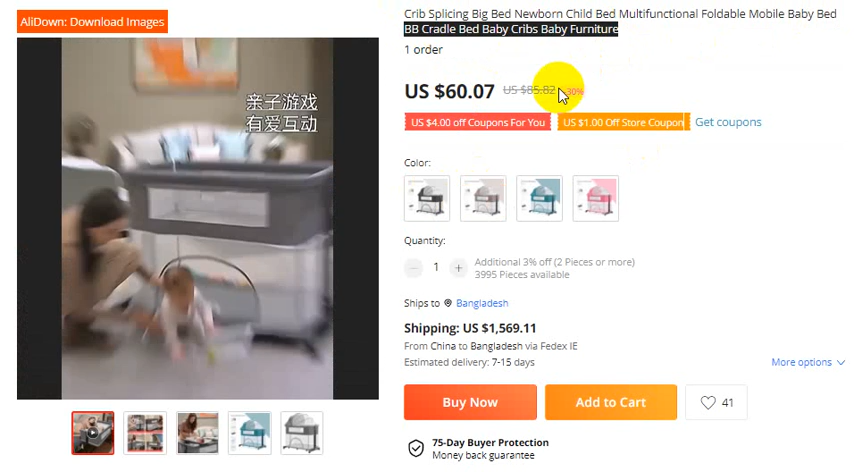 AliDown: Download Images
亲子游戏
有爱互动
Crib Splicing Big Bed Newborn Child Bed Multifunctional Foldable Mobile Baby Bed
BB Cradle Bed Baby Cribs Baby Furniture
1 order
US $60.07 US $85.82 -30%
US $4.00 off Coupons For You US $1.00 Off Store Coupon Get coupons
Color:
Quantity:
1
Additional 3% off (2 Pieces or more)
3995 Pieces available
Ships to Bangladesh
Shipping: US $1,569.11
From China to Bangladesh via Fedex IE
Estimated delivery: 7-15 days
More options
Buy Now
Add to Cart
41
75-Day Buyer Protection
Money back guarantee